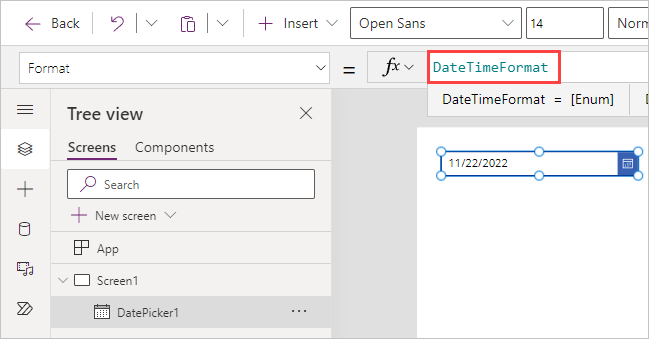 Back
Insert
Open Sans
14
Norm
Format
=
fx
DateTimeFormat
DateTimeFormat = [Enum]
Tree view
Screens
Components
Search
New screen
App
Screen1
DatePicker1
...
11/22/2022